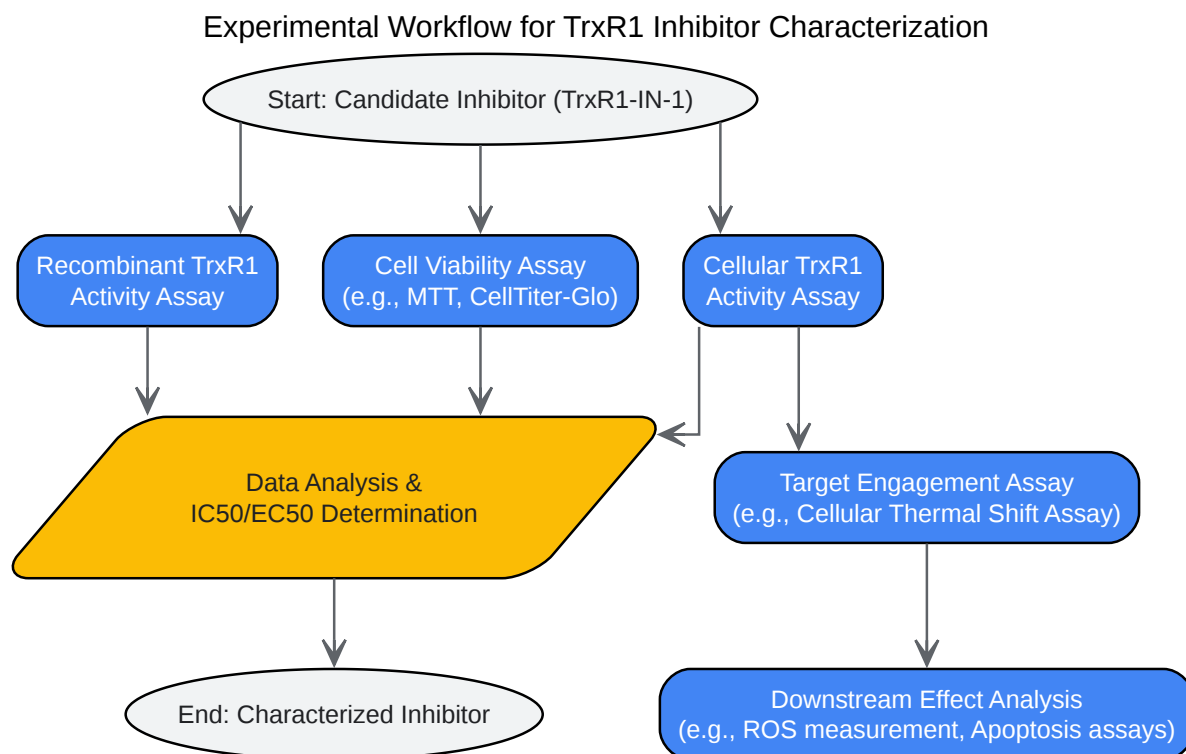 Experimental Workflow for TrxR1 Inhibitor Characterization
Start: Candidate Inhibitor (TrxR1-IN-1)
Recombinant TrxR1
Activity Assay
Cell Viability Assay
(e.g., MTT, CellTiter-Glo)
Cellular TrxR1
Activity Assay
Data Analysis &
IC50/EC50 Determination
Target Engagement Assay
(e.g., Cellular Thermal Shift Assay)
End: Characterized Inhibitor
Downstream Effect Analysis
(e.g., ROS measurement, Apoptosis assays)